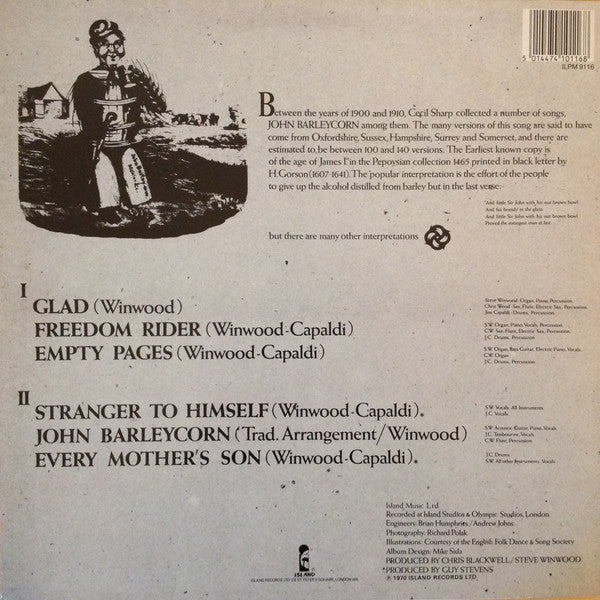 5 014474 101168
ILPM 9116
Between the years of 1900 and 1910, Cecil Sharp collected a number of songs,
JOHN BARLEYCORN among them. The many versions of this song are said to have
come from Oxfordshire, Sussex, Hampshire, Surrey and Somerset, and there are
estimated to be between 100 and 140 versions. The Earliest known copy is
of the age of James I in the Pepoysian collection 1465 printed in black letter by
H. Gorson (1607-1641). The popular interpretation is the effort of the people
to give up the alcohol distilled from barley but in the last verse:
'And little Sir John with his nut brown bowl
And his brandy in the glass
And little Sir John with his nut brown bowl
Proved the strongest man at last
but there are many other interpretations
I
GLAD (Winwood)
FREEDOM RIDER (Winwood-Capaldi)
EMPTY PAGES (Winwood-Capaldi)
Steve Winwood- Organ, Piano, Percussion.
Chris Wood- Sax, Flute, Electric Sax, Percussion.
Jim Capaldi- Drums, Percussion.
S.W. Organ, Piano, Vocals, Percussion.
C.W. Sax, Flute, Electric Sax, Percussion.
J.C. Drums, Percussion
S.W. Organ, Bass Guitar, Electric Piano, Vocals.
C.W. Organ
J.C. Drums, Percussion.
II
STRANGER TO HIMSELF (Winwood-Capaldi).
JOHN BARLEYCORN (Trad. Arrangement/Winwood)
EVERY MOTHER'S SON (Winwood-Capaldi).
S.W. Vocals. All Instruments.
J.C. Vocals.
S.W. Acoustic Guitar, Piano, Vocals.
J.C. Tambourine, Vocals.
C.W. Flute, Percussion.
J.C. Drums
S.W. All other Instruments. Vocals
Island Music Ltd
Recorded at Island Studios & Olympic Studios, London.
Engineers: Brian Humphries/Andrew Johns
Photography: Richard Polak
Illustrations: Courtesy of the English Folk Dance & Song Society
Album Design: Mike Sida
PRODUCED BY CHRIS BLACKWELL/STEVE WINWOOD
PRODUCED BY GUY STEVENS
℗ 1970 ISLAND RECORDS LTD
ISLAND
ISLAND RECORDS LTD. 22 ST PETER'S SQUARE, LONDON W6